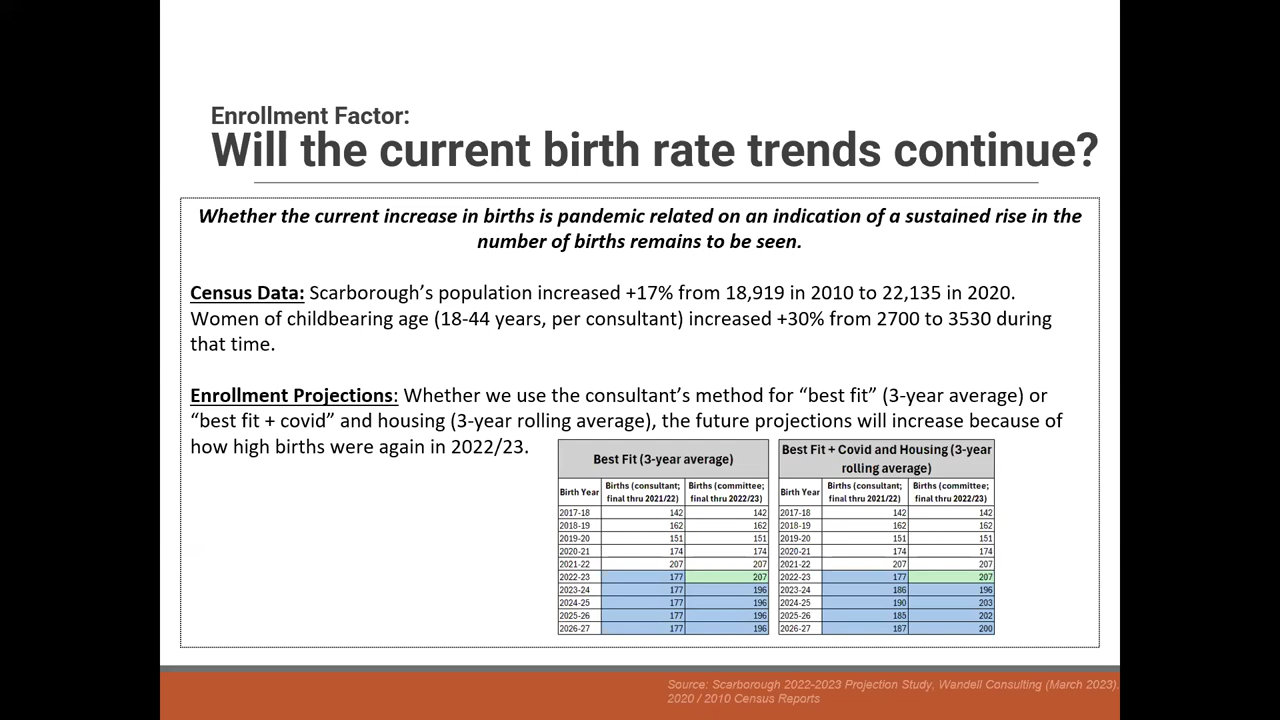 Enrollment Factor:
Will the current birth rate trends continue?
Whether the current increase in births is pandemic related on an indication of a sustained rise in the
number of births remains to be seen.
Census Data: Scarborough's population increased +17% from 18,919 in 2010 to 22,135 in 2020.
Women of childbearing age (18-44 years, per consultant) increased +30% from 2700 to 3530 during
that time.
Enrollment Projections: Whether we use the consultant's method for "best fit" (3-year average) or
"best fit + covid" and housing (3-year rolling average), the future projections will increase because of
how high births were again in 2022/23.
Best Fit (3-year average)
Birth Year Births (consultant; final thru 2021/22) Births (committee; final thru 2022/23)
2017-18 142 142
2018-19 162 162
2019-20 151 151
2020-21 174 174
2021-22 207 207
2022-23 177 207
2023-24 177 196
2024-25 177 196
2025-26 177 196
2026-27 177 196
Best Fit + Covid and Housing (3-year
rolling average)
Birth Year Births (consultant; final thru 2021/22) Births (committee; final thru 2022/23)
2017-18 142 142
2018-19 162 162
2019-20 151 151
2020-21 174 174
2021-22 207 207
2022-23 177 207
2023-24 186 196
2024-25 190 203
2025-26 185 202
2026-27 187 200
Source: Scarborough 2022-2023 Projection Study, Wandell Consulting (March 2023).
2020 / 2010 Census Reports